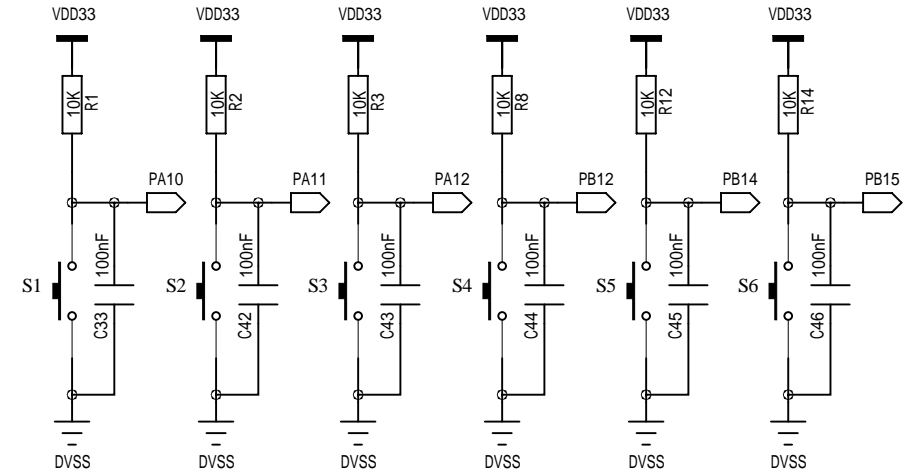 VDD33 VDD33 VDD33 VDD33 VDD33 VDD33
10K R1 10K R2 10K R3 10K R8 10K R12 10K R14
PA10 PA11 PA12 PB12 PB14 PB15
100nF 100nF 100nF 100nF 100nF 100nF
S1 S2 S3 S4 S5 S6
C33 C42 C43 C44 C45 C46
DVSS DVSS DVSS DVSS DVSS DVSS